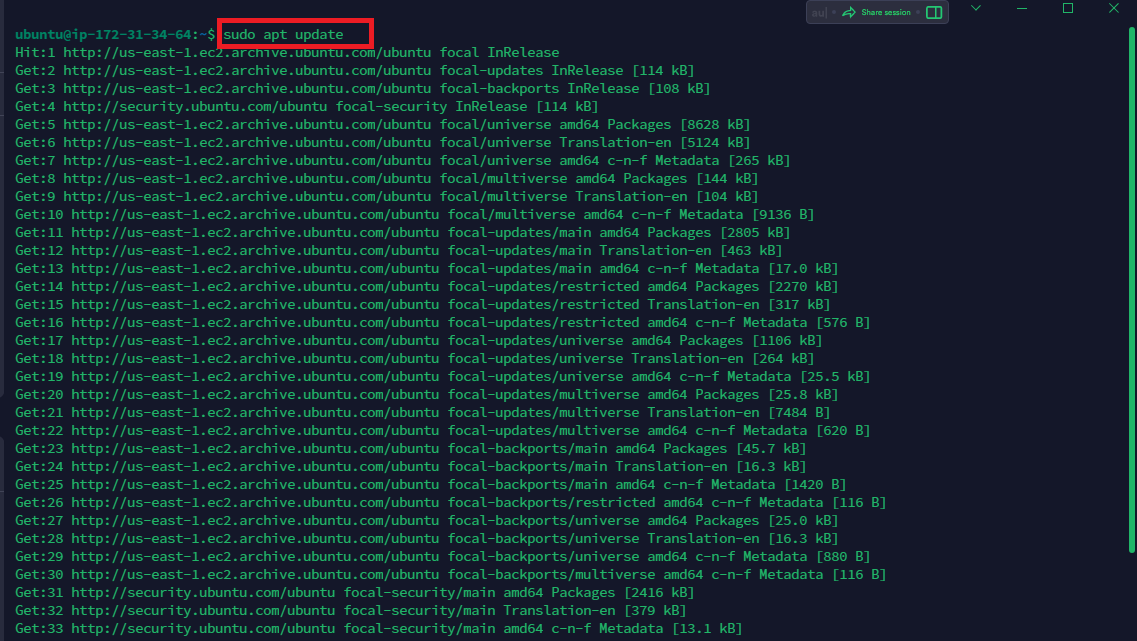 au| Share session
ubuntu@ip-172-31-34-64:~$ sudo apt update
Hit:1 http://us-east-1.ec2.archive.ubuntu.com/ubuntu focal InRelease
Get:2 http://us-east-1.ec2.archive.ubuntu.com/ubuntu focal-updates InRelease [114 kB]
Get:3 http://us-east-1.ec2.archive.ubuntu.com/ubuntu focal-backports InRelease [108 kB]
Get:4 http://security.ubuntu.com/ubuntu focal-security InRelease [114 kB]
Get:5 http://us-east-1.ec2.archive.ubuntu.com/ubuntu focal/universe amd64 Packages [8628 kB]
Get:6 http://us-east-1.ec2.archive.ubuntu.com/ubuntu focal/universe Translation-en [5124 kB]
Get:7 http://us-east-1.ec2.archive.ubuntu.com/ubuntu focal/universe amd64 c-n-f Metadata [265 kB]
Get:8 http://us-east-1.ec2.archive.ubuntu.com/ubuntu focal/multiverse amd64 Packages [144 kB]
Get:9 http://us-east-1.ec2.archive.ubuntu.com/ubuntu focal/multiverse Translation-en [104 kB]
Get:10 http://us-east-1.ec2.archive.ubuntu.com/ubuntu focal/multiverse amd64 c-n-f Metadata [9136 B]
Get:11 http://us-east-1.ec2.archive.ubuntu.com/ubuntu focal-updates/main amd64 Packages [2805 kB]
Get:12 http://us-east-1.ec2.archive.ubuntu.com/ubuntu focal-updates/main Translation-en [463 kB]
Get:13 http://us-east-1.ec2.archive.ubuntu.com/ubuntu focal-updates/main amd64 c-n-f Metadata [17.0 kB]
Get:14 http://us-east-1.ec2.archive.ubuntu.com/ubuntu focal-updates/restricted amd64 Packages [2270 kB]
Get:15 http://us-east-1.ec2.archive.ubuntu.com/ubuntu focal-updates/restricted Translation-en [317 kB]
Get:16 http://us-east-1.ec2.archive.ubuntu.com/ubuntu focal-updates/restricted amd64 c-n-f Metadata [576 B]
Get:17 http://us-east-1.ec2.archive.ubuntu.com/ubuntu focal-updates/universe amd64 Packages [1106 kB]
Get:18 http://us-east-1.ec2.archive.ubuntu.com/ubuntu focal-updates/universe Translation-en [264 kB]
Get:19 http://us-east-1.ec2.archive.ubuntu.com/ubuntu focal-updates/universe amd64 c-n-f Metadata [25.5 kB]
Get:20 http://us-east-1.ec2.archive.ubuntu.com/ubuntu focal-updates/multiverse amd64 Packages [25.8 kB]
Get:21 http://us-east-1.ec2.archive.ubuntu.com/ubuntu focal-updates/multiverse Translation-en [7484 B]
Get:22 http://us-east-1.ec2.archive.ubuntu.com/ubuntu focal-updates/multiverse amd64 c-n-f Metadata [620 B]
Get:23 http://us-east-1.ec2.archive.ubuntu.com/ubuntu focal-backports/main amd64 Packages [45.7 kB]
Get:24 http://us-east-1.ec2.archive.ubuntu.com/ubuntu focal-backports/main Translation-en [16.3 kB]
Get:25 http://us-east-1.ec2.archive.ubuntu.com/ubuntu focal-backports/main amd64 c-n-f Metadata [1420 B]
Get:26 http://us-east-1.ec2.archive.ubuntu.com/ubuntu focal-backports/restricted amd64 c-n-f Metadata [116 B]
Get:27 http://us-east-1.ec2.archive.ubuntu.com/ubuntu focal-backports/universe amd64 Packages [25.0 kB]
Get:28 http://us-east-1.ec2.archive.ubuntu.com/ubuntu focal-backports/universe Translation-en [16.3 kB]
Get:29 http://us-east-1.ec2.archive.ubuntu.com/ubuntu focal-backports/universe amd64 c-n-f Metadata [880 B]
Get:30 http://us-east-1.ec2.archive.ubuntu.com/ubuntu focal-backports/multiverse amd64 c-n-f Metadata [116 B]
Get:31 http://security.ubuntu.com/ubuntu focal-security/main amd64 Packages [2416 kB]
Get:32 http://security.ubuntu.com/ubuntu focal-security/main Translation-en [379 kB]
Get:33 http://security.ubuntu.com/ubuntu focal-security/main amd64 c-n-f Metadata [13.1 kB]